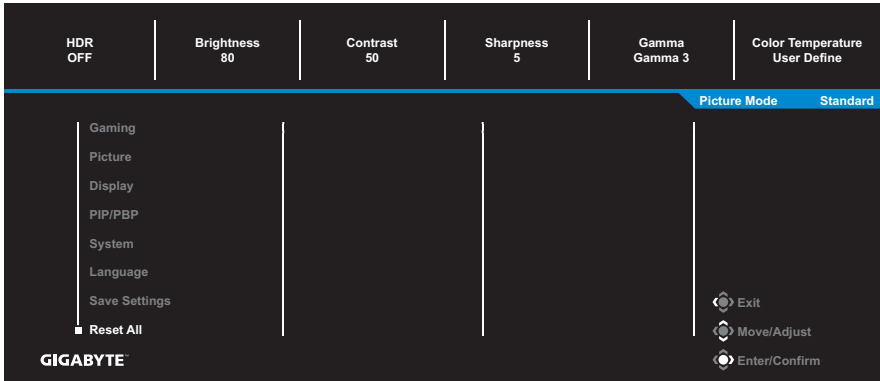 HDR
OFF
Brightness
80
Contrast
50
Sharpness
5
Gamma
Gamma 3
Color Temperature
User Define
Picture Mode Standard
Gaming
Picture
Display
PIP/PBP
System
Language
Save Settings
Reset All
Exit
Move/Adjust
Enter/Confirm
GIGABYTE™